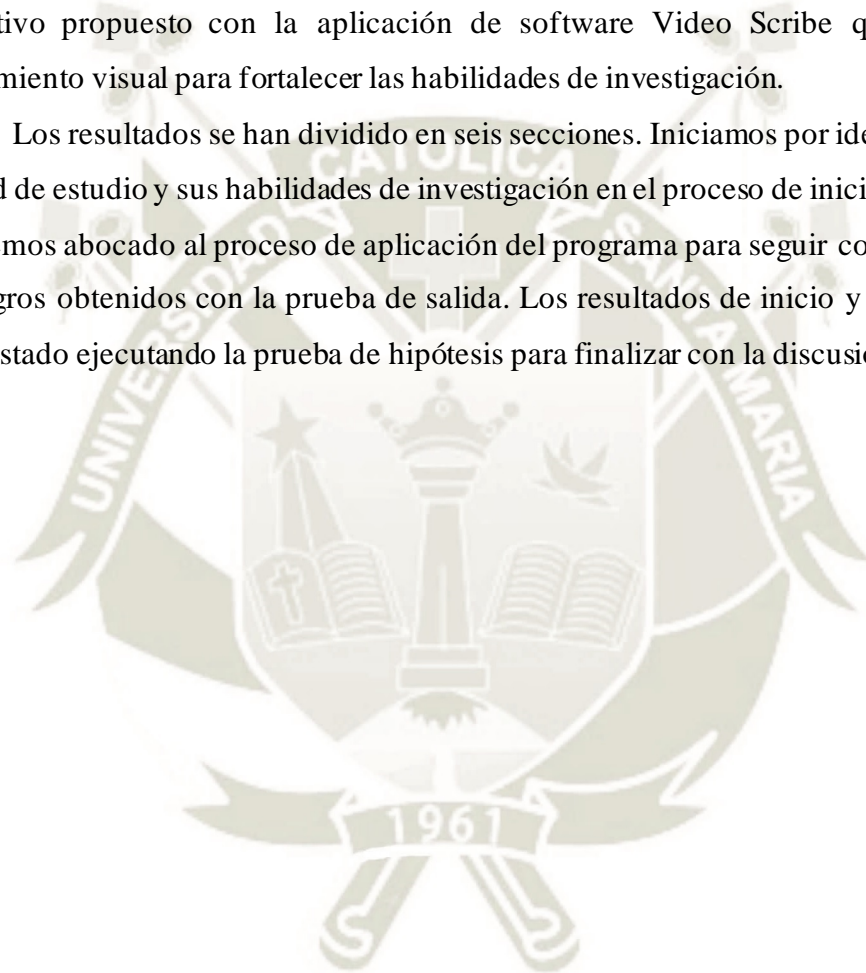 tivo propuesto con la aplicación de software Video Scribe q
miento visual para fortalecer las habilidades de investigación.
Los resultados se han dividido en seis secciones. Iniciamos por ide
d de estudio y sus habilidades de investigación en el proceso de inici
emos abocado al proceso de aplicación del programa para seguir co
gros obtenidos con la prueba de salida. Los resultados de inicio y
stado ejecutando la prueba de hipótesis para finalizar con la discusió
UNIVERSIDAD CATOLICA SANTA MARIA
1961